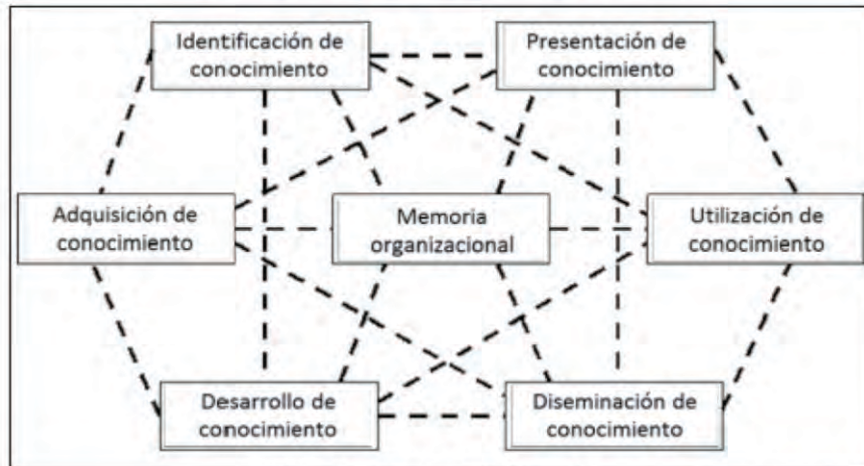 Identificación de
conocimiento
Presentación de
conocimiento
Adquisición de
conocimiento
Memoria
organizacional
Utilización de
conocimiento
Desarrollo de
conocimiento
Diseminación de
conocimiento